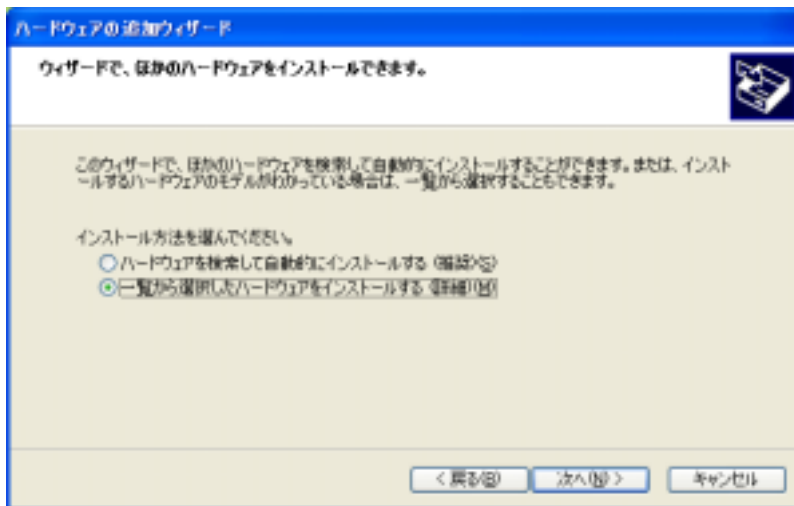 ハードウェアの追加ウィザード
ウィザードで、ほかのハードウェアをインストールできます。
このウィザードで、ほかのハードウェアを検索して自動的にインストールすることができます。または、インスト
ールするハードウェアのモデルがわかっている場合は、一覧から選択することもできます。
インストール方法を選んでください。
ハードウェアを検索して自動的にインストールする (推奨)(S)
一覧から選択したハードウェアをインストールする (詳細)(M)
< 戻る(B)
次へ(N) >
キャンセル